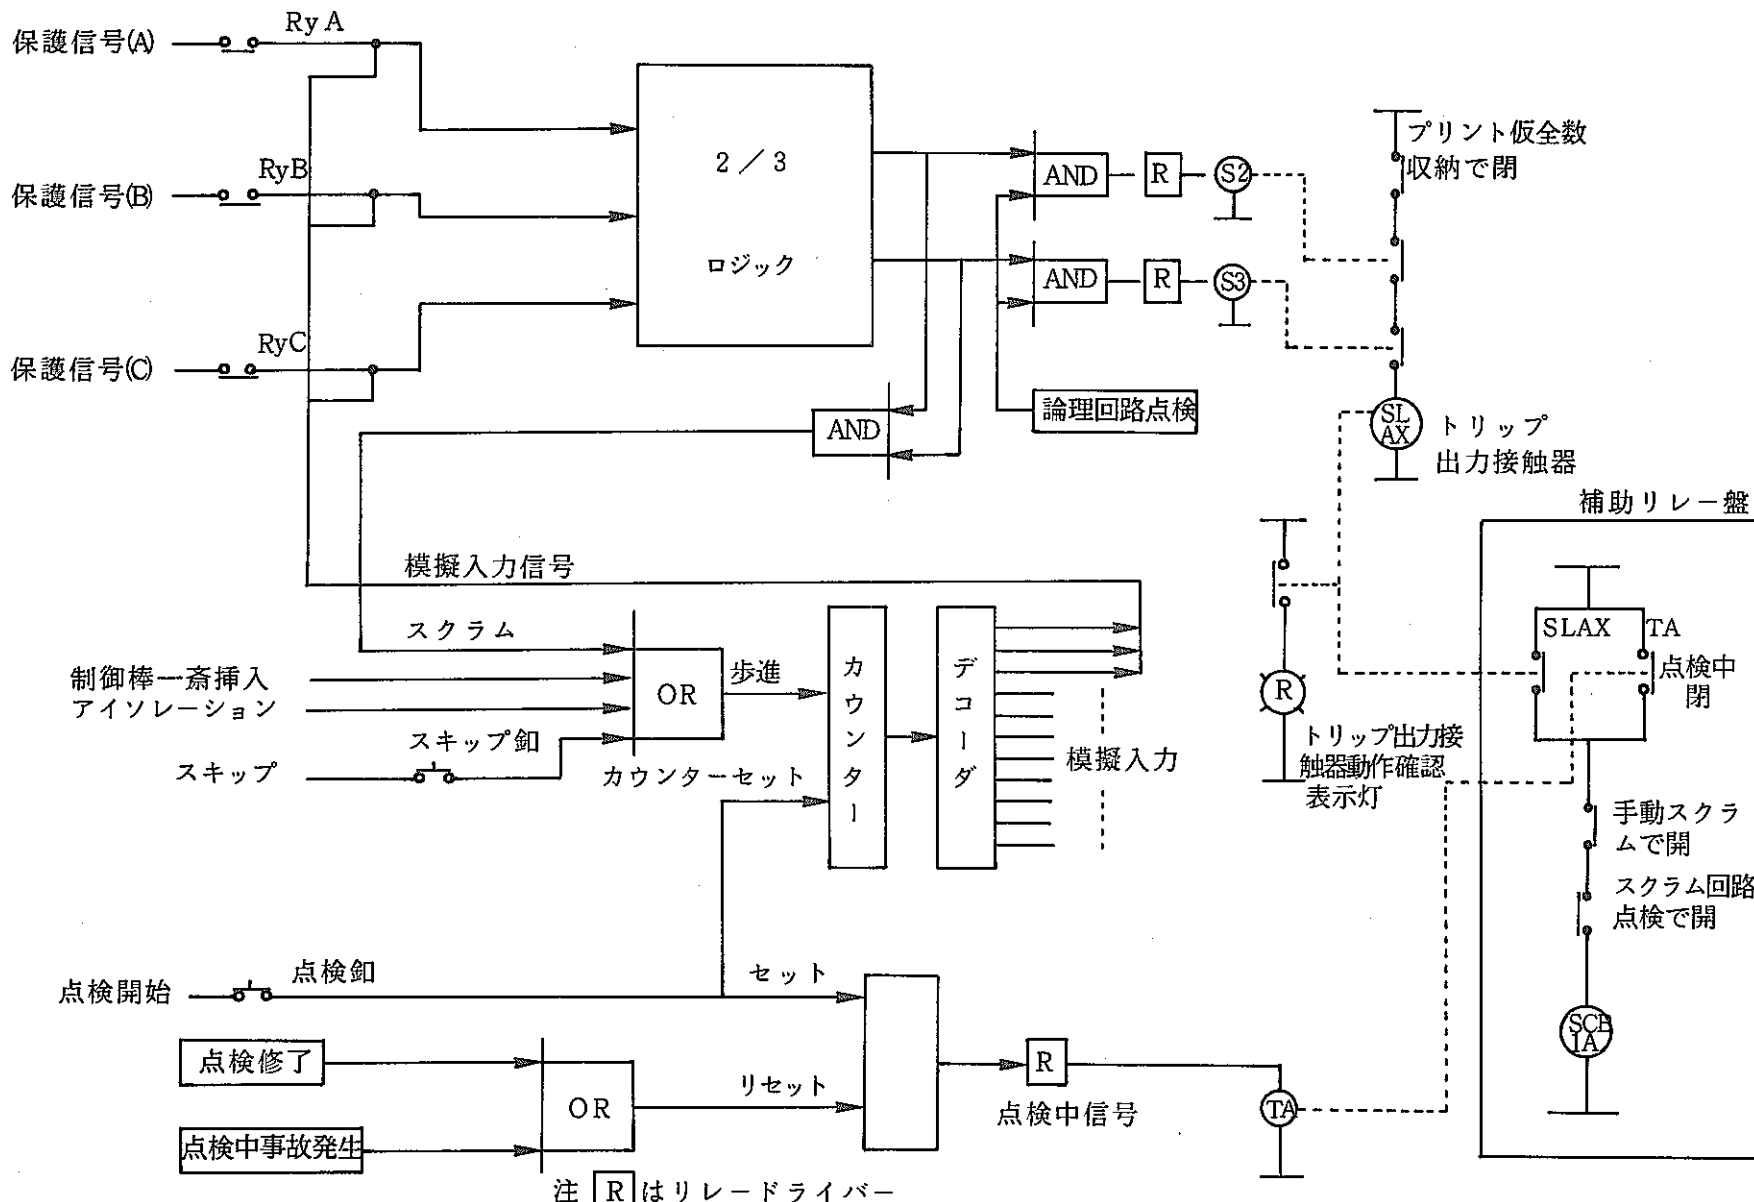 保護信号(A)
RyA
保護信号(B)
RyB
保護信号(C)
RyC
2／3
ロジック
AND
R
S2
AND
R
S3
プリント仮全数
収納で閉
論理回路点検
AND
SL
AX
トリップ
出力接触器
補助リレー盤
模擬入力信号
スクラム
制御棒一斉挿入
アイソレーション
スキップ釦
スキップ
OR
歩進
カウンターセット
カウンター
デコーダ
模擬入力
R
トリップ出力接
触器動作確認
表示灯
SLAX
TA
点検中
閉
手動スクラ
ムで開
スクラム回路
点検で開
SCB
1A
点検開始
点検釦
セット
点検修了
点検中事故発生
OR
リセット
R
点検中信号
TA
注 R はリレードライバー